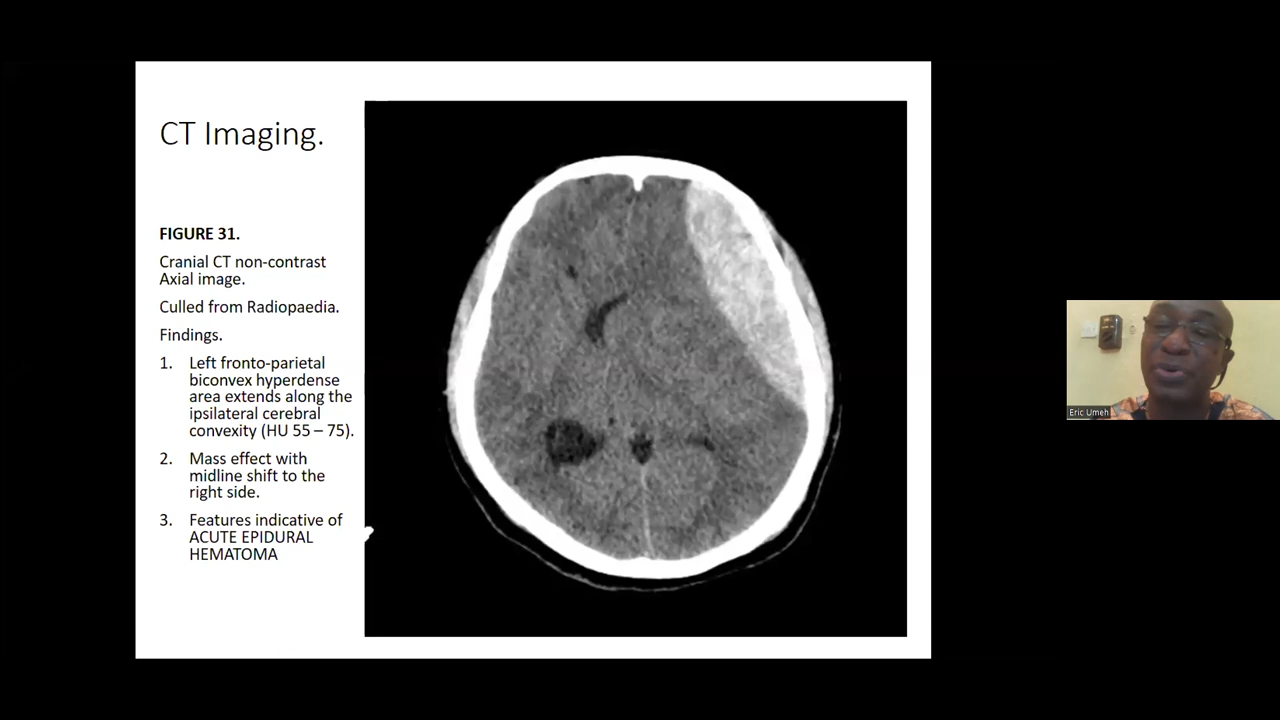 CT Imaging.
FIGURE 31.
Cranial CT non-contrast
Axial image.
Culled from Radiopaedia.
Findings.
1. Left fronto-parietal
biconvex hyperdense
area extends along the
ipsilateral cerebral
convexity (HU 55 – 75).
2. Mass effect with
midline shift to the
right side.
3. Features indicative of
ACUTE EPIDURAL
HEMATOMA
Eric Umeh